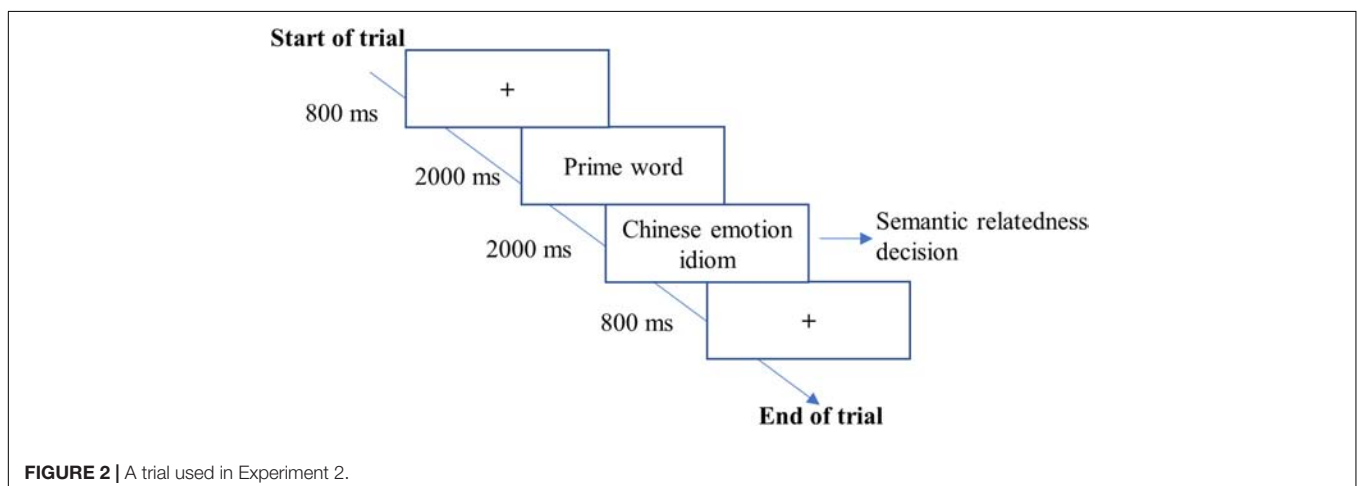 Start of trial
+
800 ms
Prime word
2000 ms
Chinese emotion
idiom
Semantic relatedness
decision
2000 ms
+
800 ms
End of trial
FIGURE 2 | A trial used in Experiment 2.